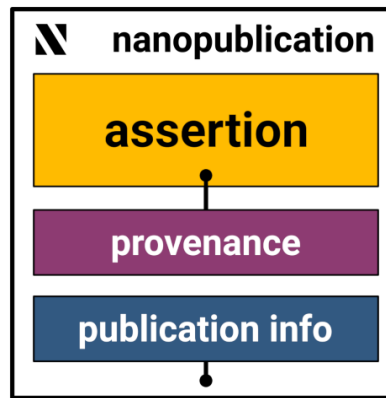 nanopublication
assertion
provenance
publication info